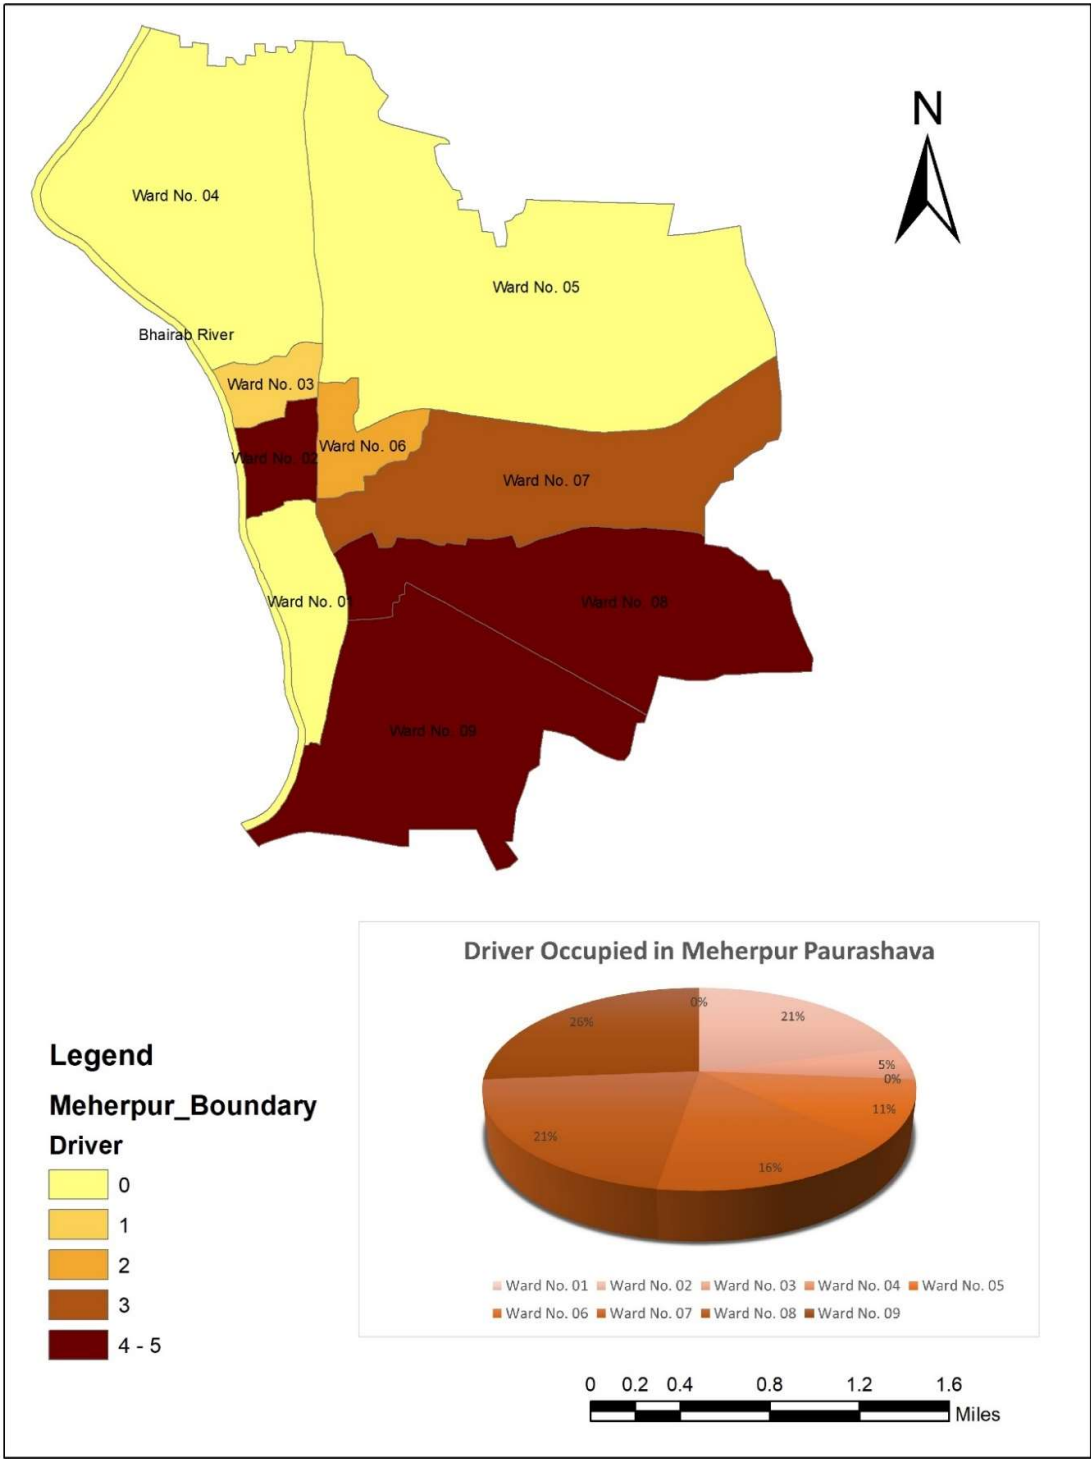 N
Ward No. 04
Ward No. 05
Bhairab River
Ward No. 03
Ward No. 06
Ward No. 02
Ward No. 07
Ward No. 01
Ward No. 08
Ward No. 09
Driver Occupied in Meherpur Paurashava
0%
21%
5%
0%
11%
16%
21%
26%
Ward No. 01 Ward No. 02 Ward No. 03 Ward No. 04 Ward No. 05
Ward No. 06 Ward No. 07 Ward No. 08 Ward No. 09
Legend
Meherpur_Boundary
Driver
0
1
2
3
4 - 5
0 0.2 0.4 0.8 1.2 1.6
Miles